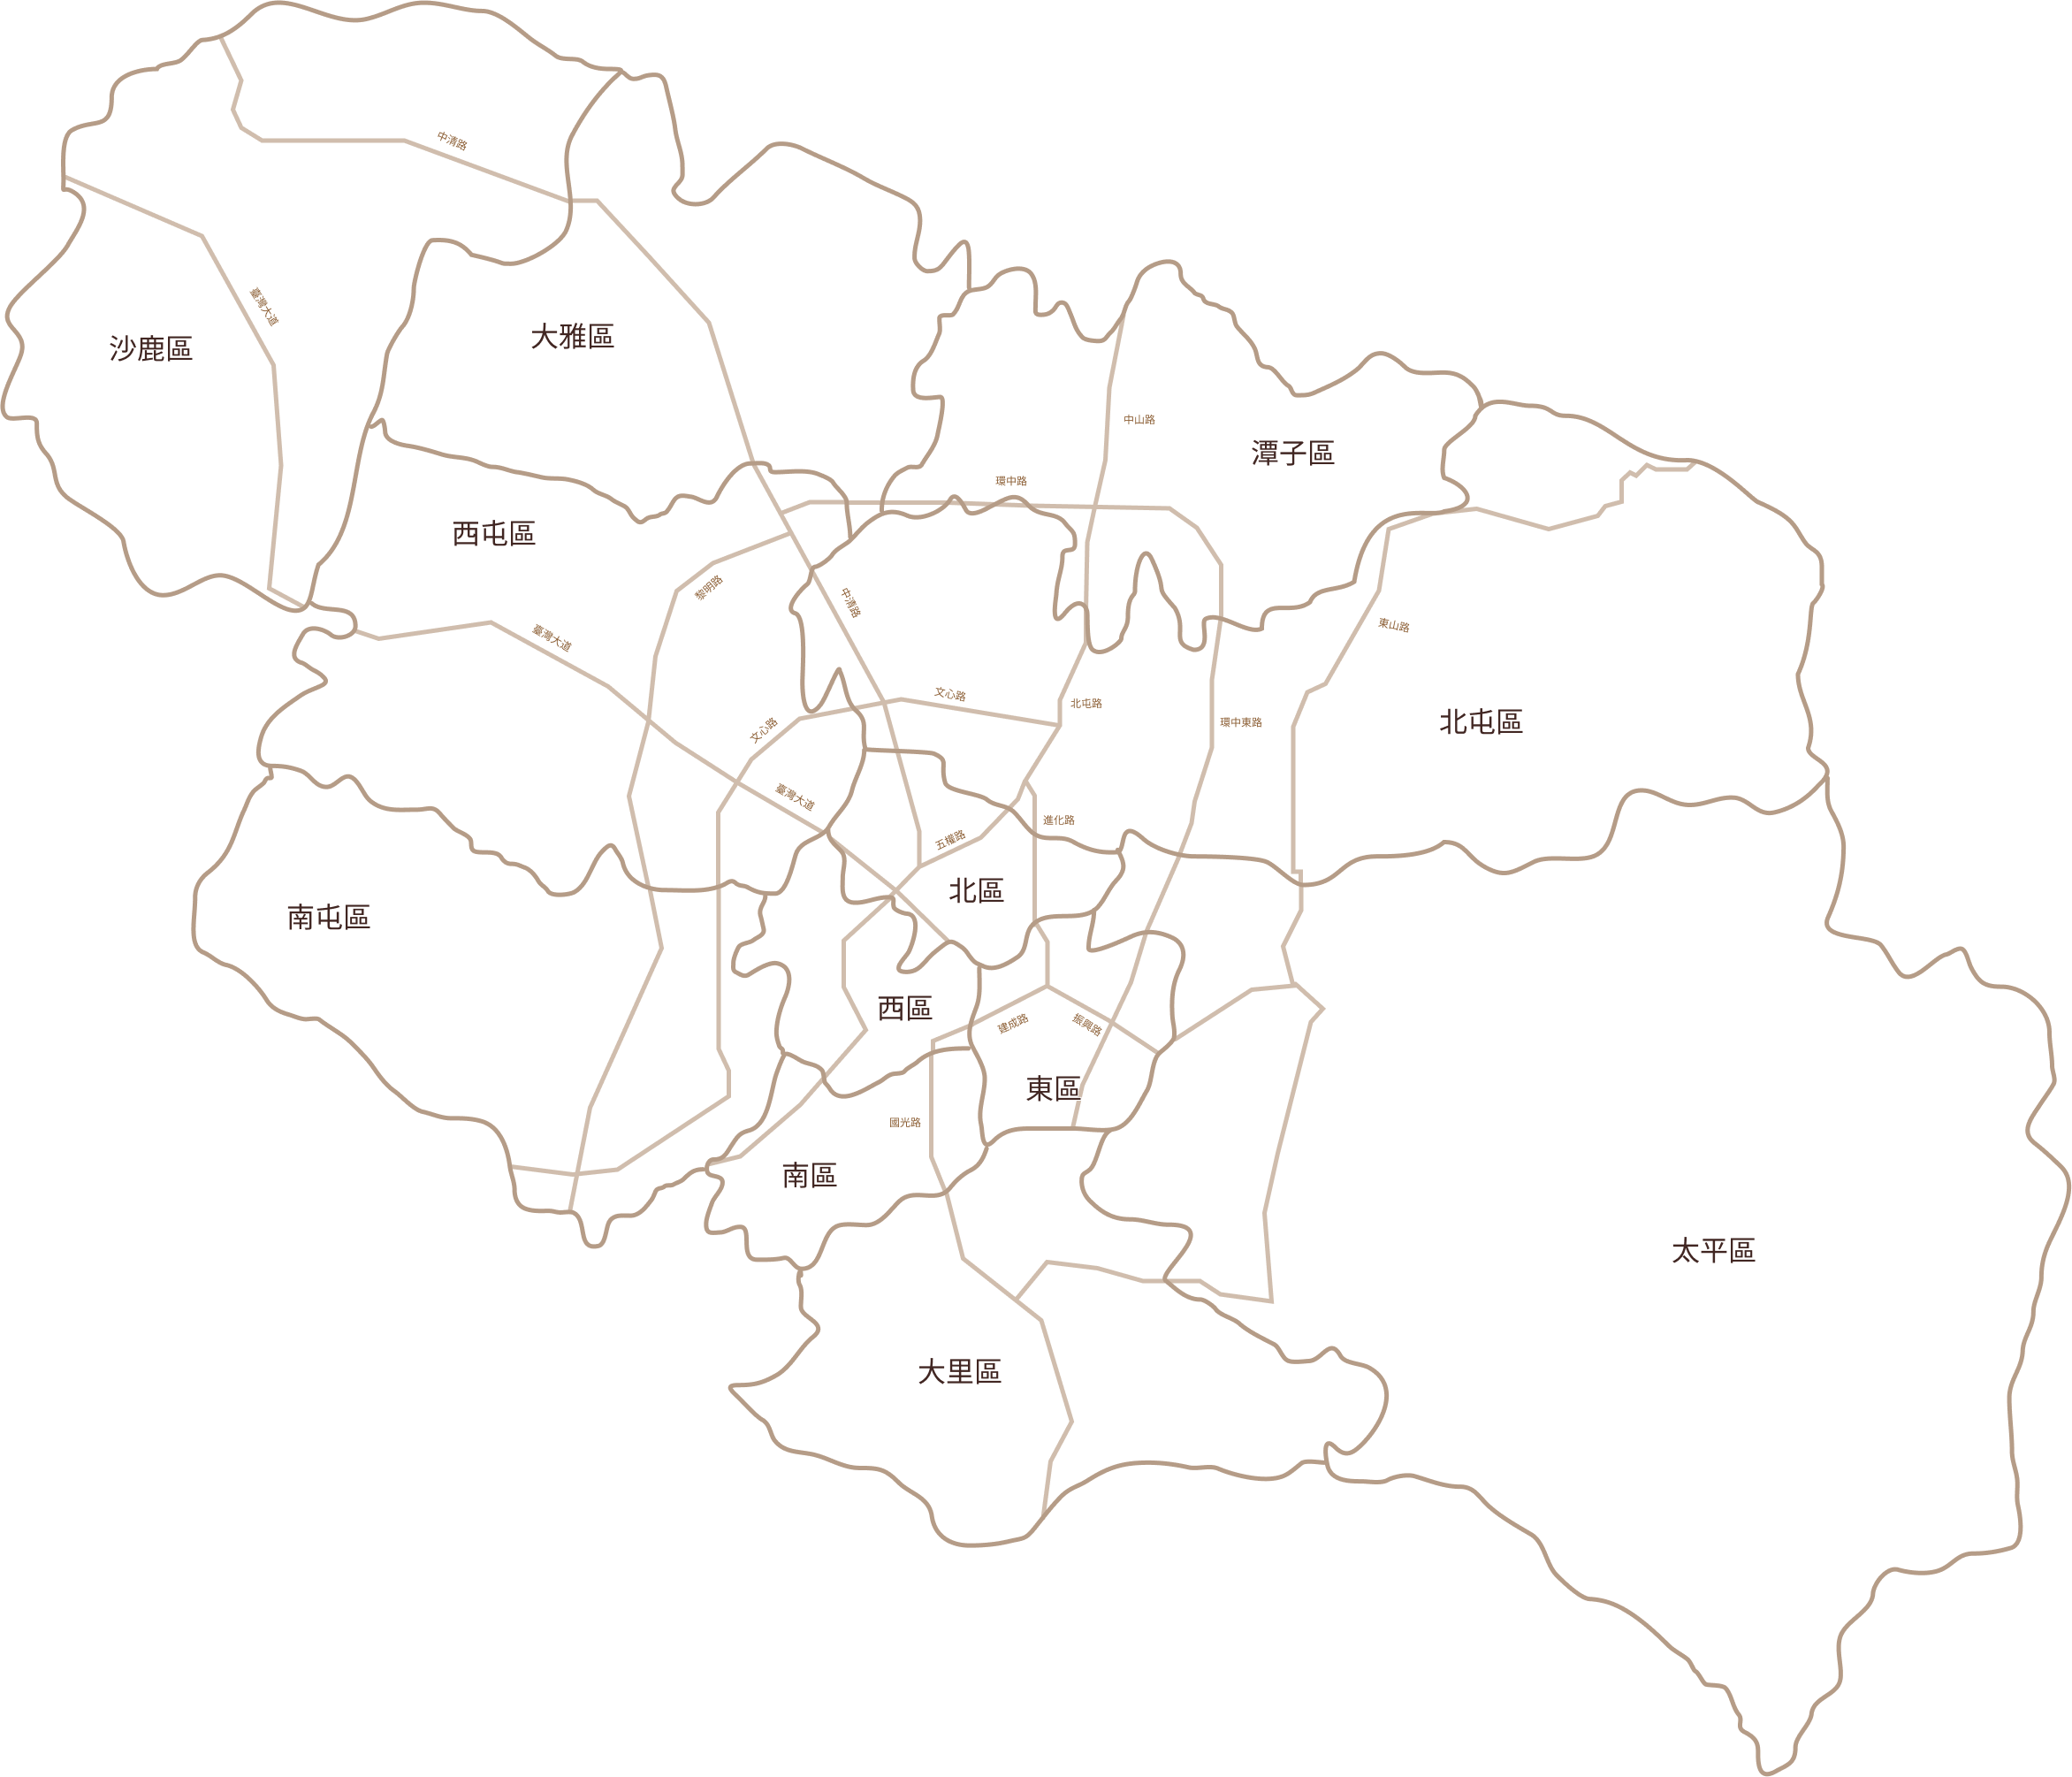 中清路
臺灣大道
大雅區
沙鹿區
中山路
潭子區
環中路
西屯區
黎明路
中清路
東山路
臺灣大道
文心路
北屯路
環中東路
北屯區
文心路
臺灣大道
進化路
五權路
北區
南屯區
西區
建成路
振興路
東區
國光路
南區
太平區
大里區